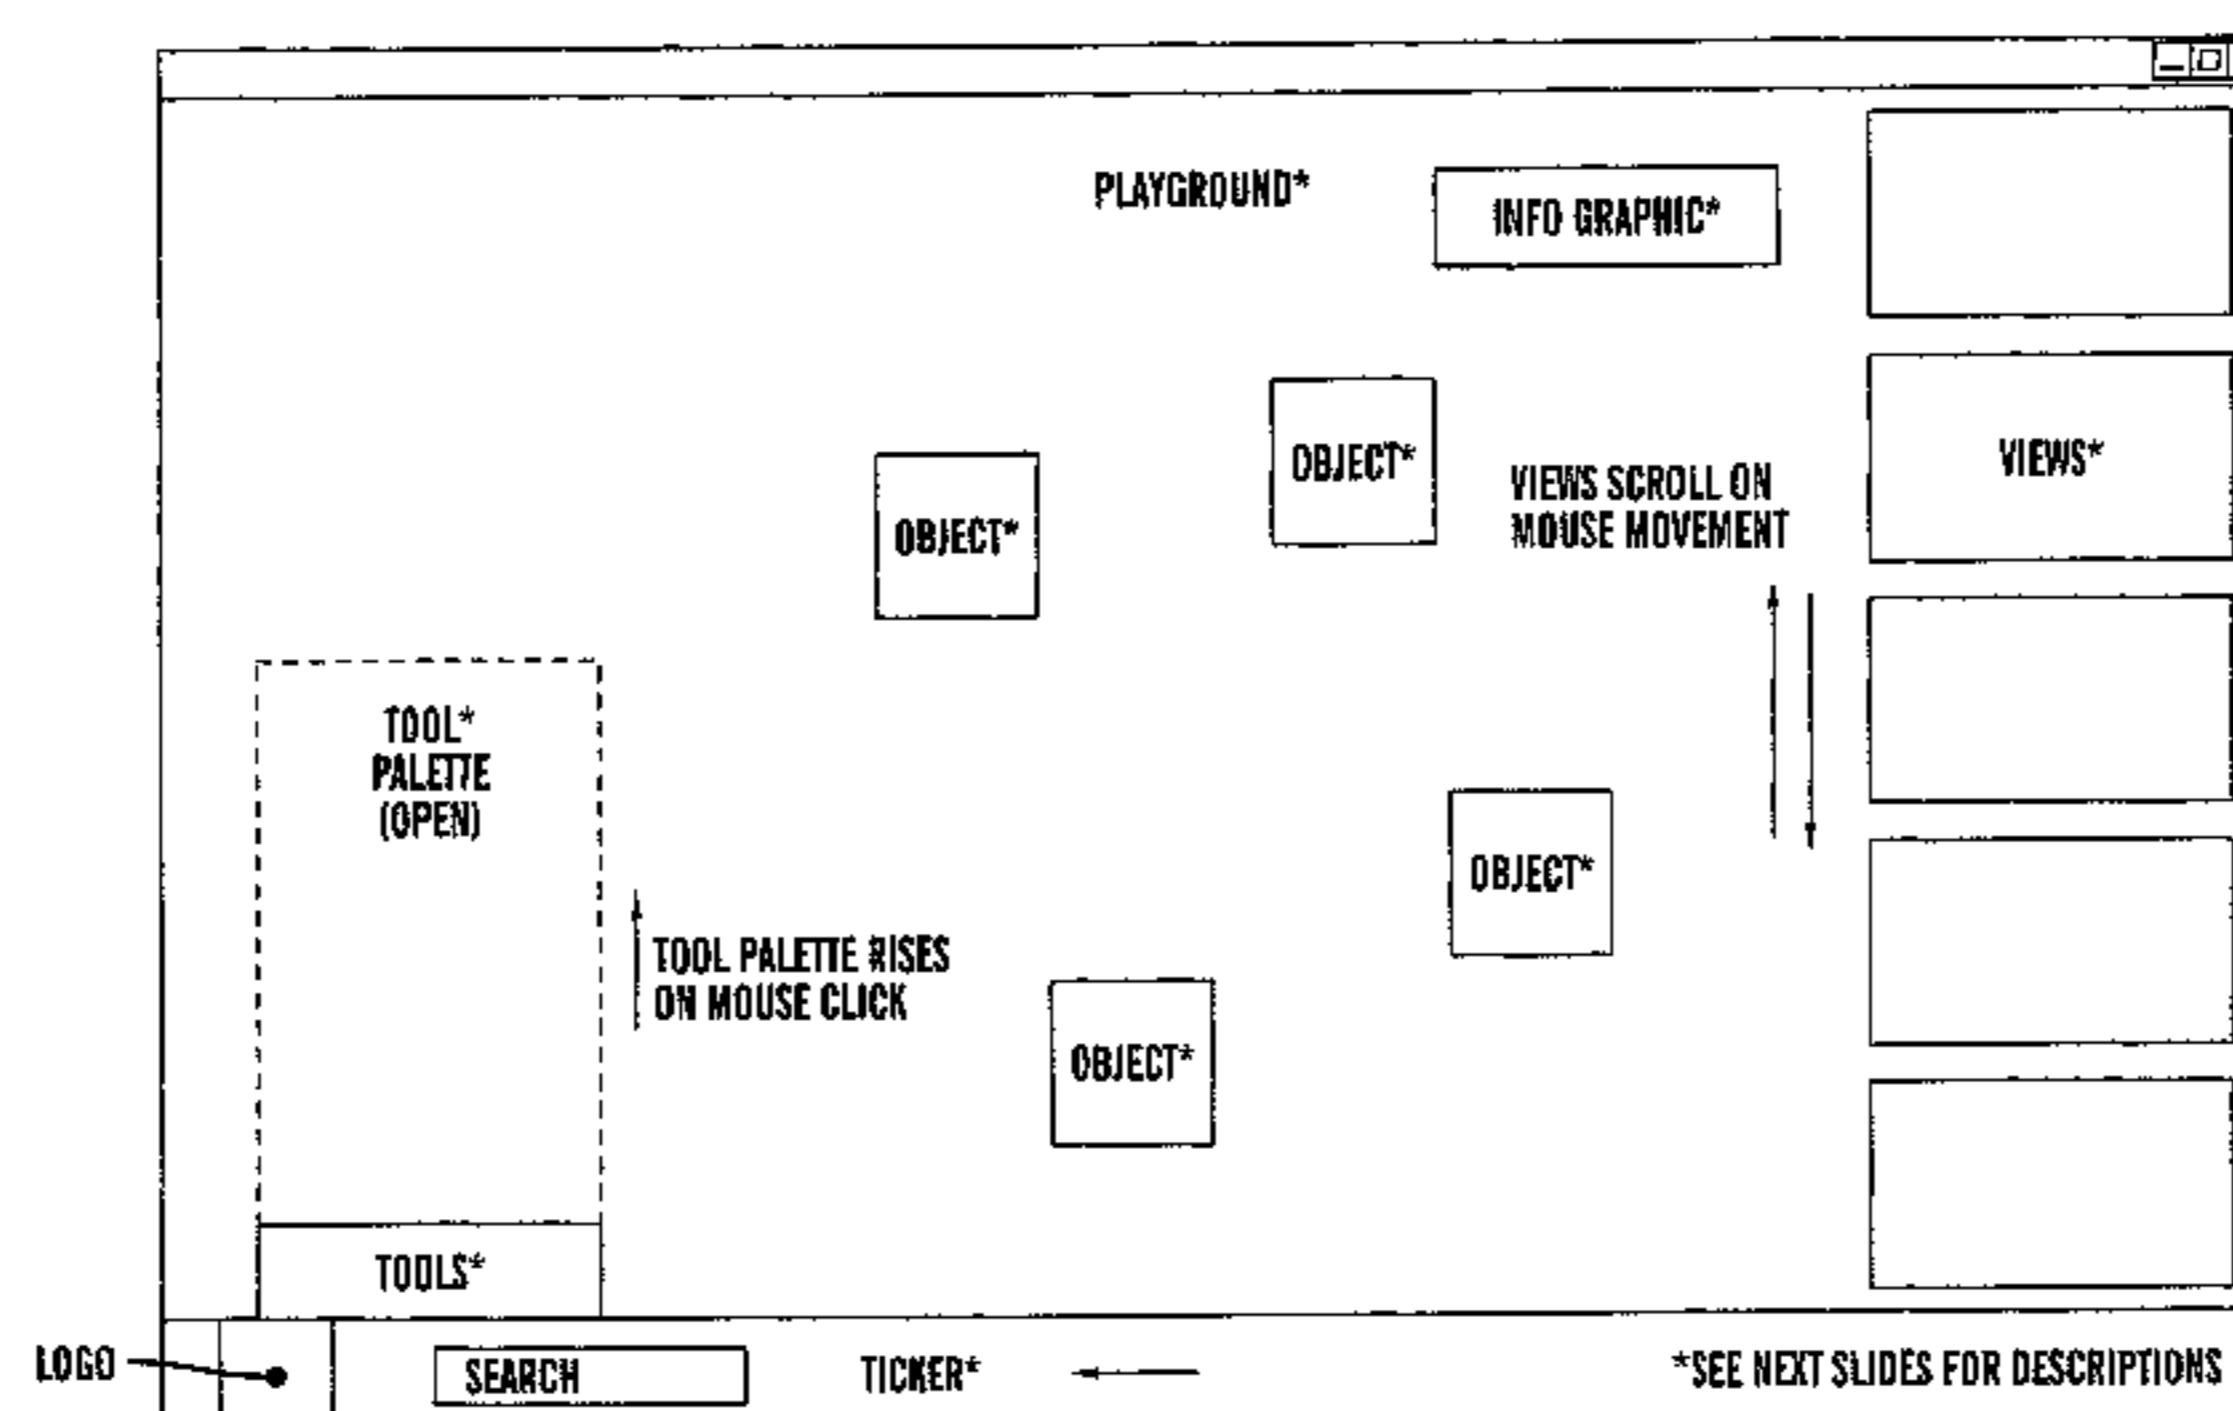 PLAYGROUND*
INFO GRAPHIC*
OBJECT*
VIEWS*
VIEWS SCROLL ON
MOUSE MOVEMENT
OBJECT*
TOOL*
PALETTE
(OPEN)
OBJECT*
TOOL PALETTE RISES
ON MOUSE CLICK
OBJECT*
TOOLS*
LOGO
SEARCH
TICKER*
*SEE NEXT SLIDES FOR DESCRIPTIONS